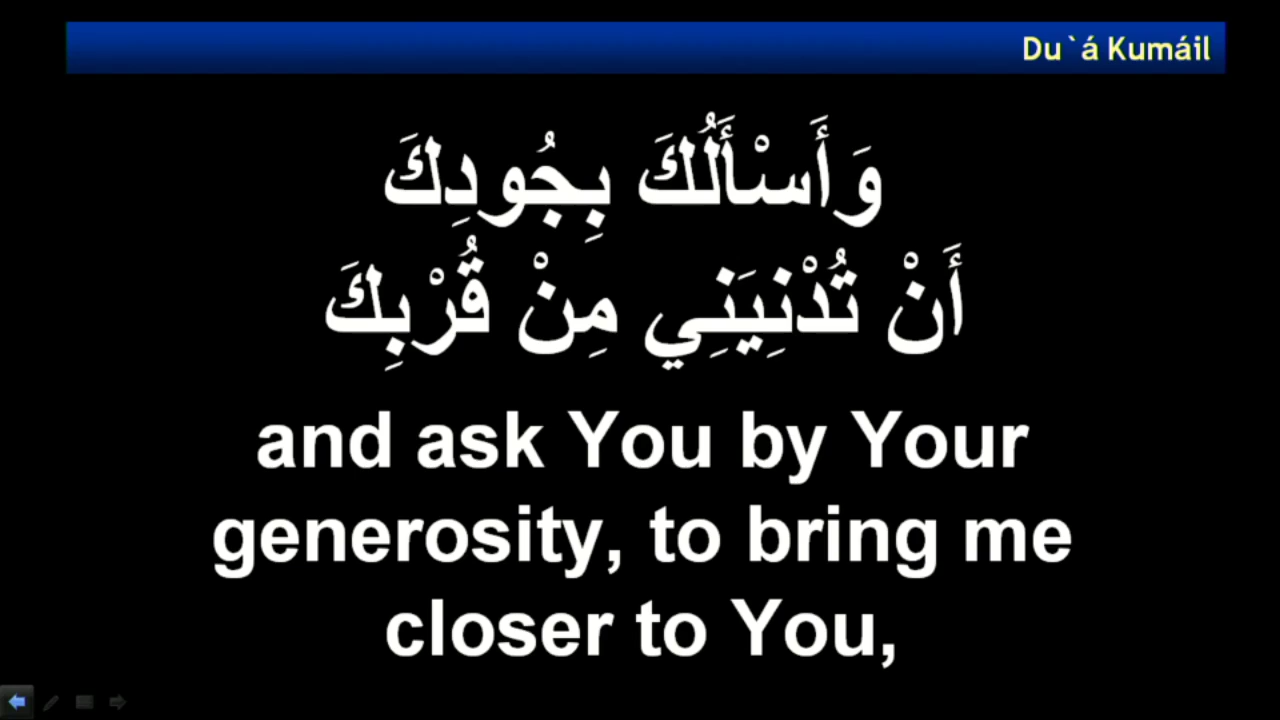 Du`á Kumáil
وَأَسْأَلُكَ بِجُودِكَ
أَنْ تُدْنِيَنِي مِنْ قُرْبِكَ
and ask You by Your
generosity, to bring me
closer to You,